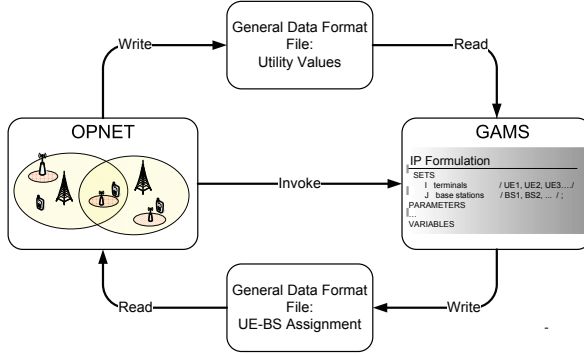 General Data Format
File:
Utility Values
Write
Read
OPNET
GAMS
Invoke
IP Formulation
SETS
I terminals / UE1, UE2, UE3…./
J base stations / BS1, BS2, ... / ;
PARAMETERS
...
VARIABLES
General Data Format
File:
UE-BS Assignment
Read
Write